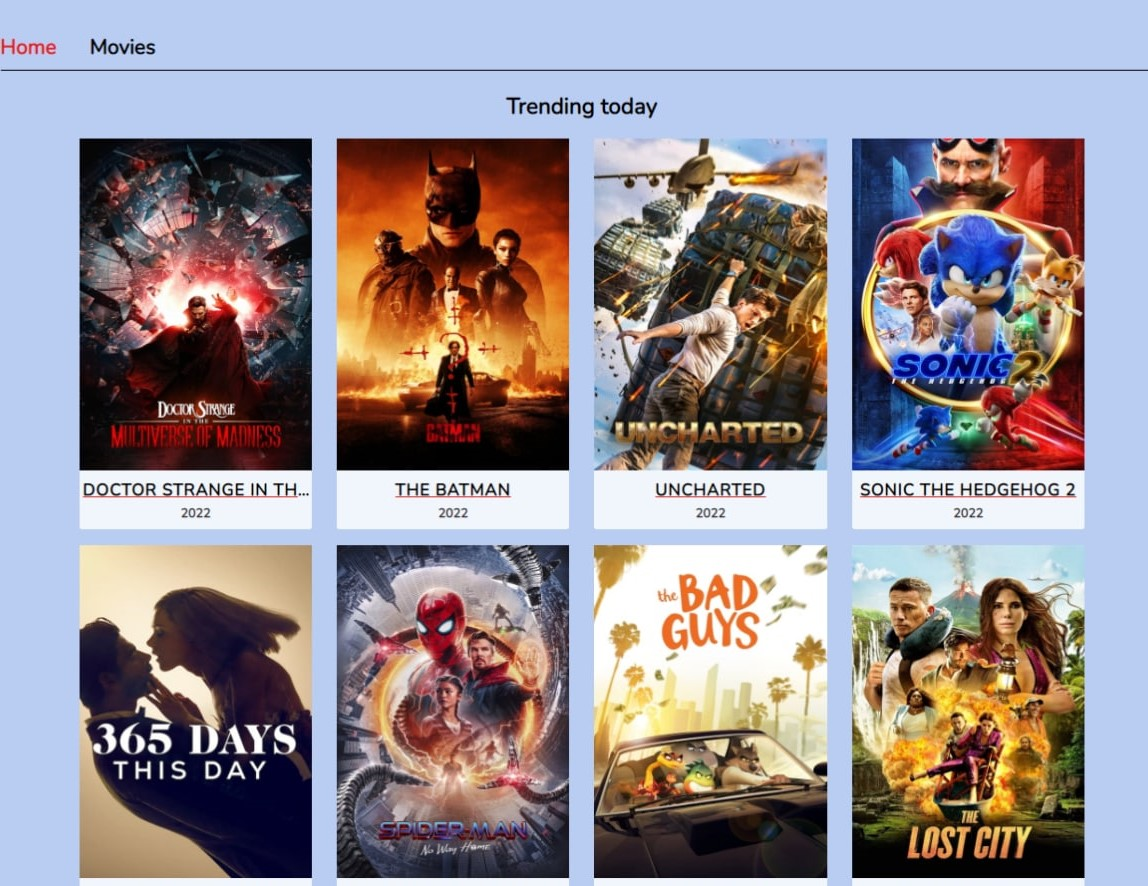 Home Movies
Trending today
DOCTOR STRANGE
IN THE
MULTIVERSE OF MADNESS
BATMAN
UNCHARTED
SONIC 2
THE HEDGEHOG
DOCTOR STRANGE IN TH...
THE BATMAN
UNCHARTED
SONIC THE HEDGEHOG 2
2022
2022
2022
2022
365 DAYS
THIS DAY
SPIDER-MAN
No Way Home
the BAD
GUYS
THE
LOST CITY